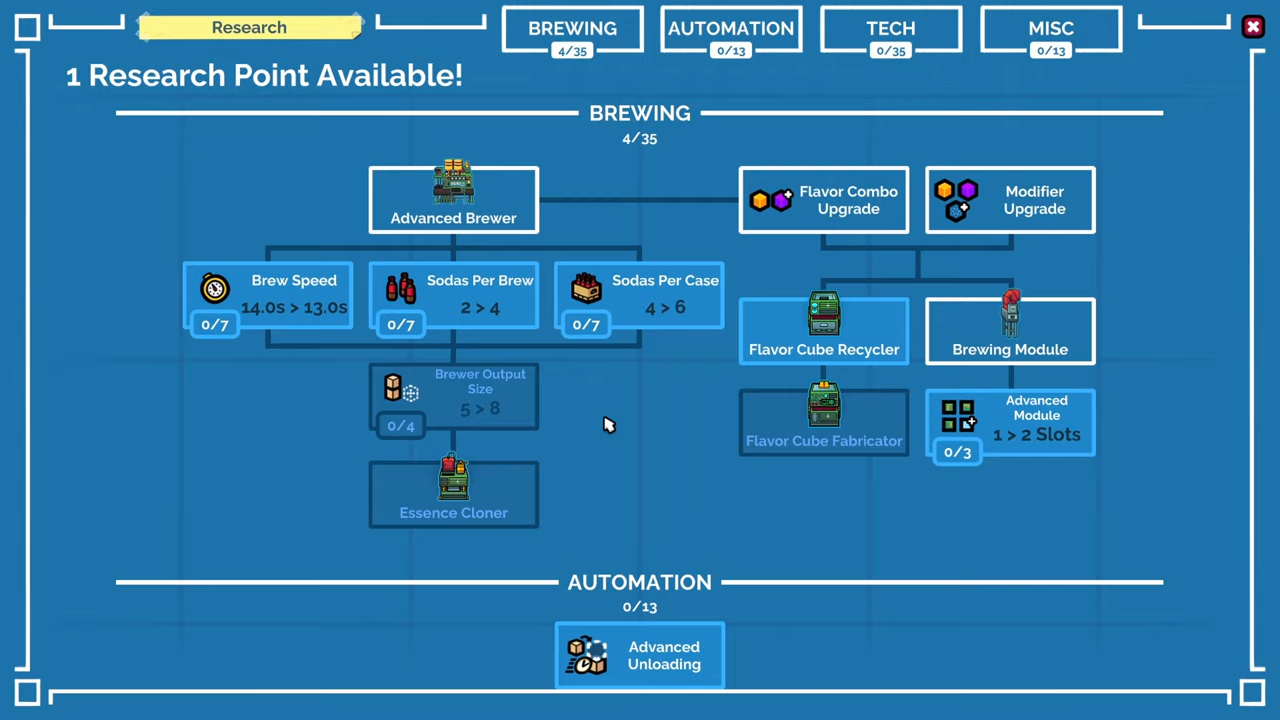 Research
BREWING
4/35
AUTOMATION
0/13
TECH
0/35
MISC
0/13
1 Research Point Available!
BREWING
4/35
Advanced Brewer
Flavor Combo
Upgrade
Modifier
Upgrade
Brew Speed
14.0s > 13.0s
0/7
Sodas Per Brew
2 > 4
0/7
Sodas Per Case
4 > 6
0/7
Flavor Cube Recycler
Brewing Module
Brewer Output
Size
5 > 8
0/4
Flavor Cube Fabricator
Advanced
Module
1 > 2 Slots
0/3
Essence Cloner
AUTOMATION
0/13
Advanced
Unloading